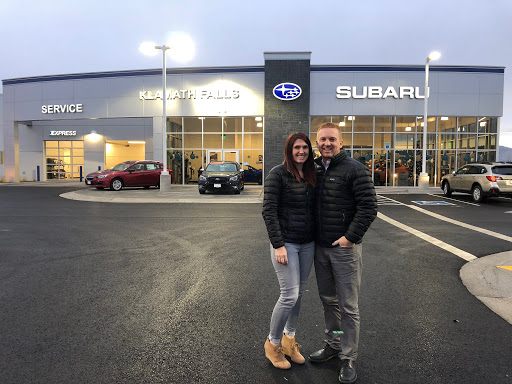 SERVICE
EXPRESS
KLAMATH FALLS
SUBARU